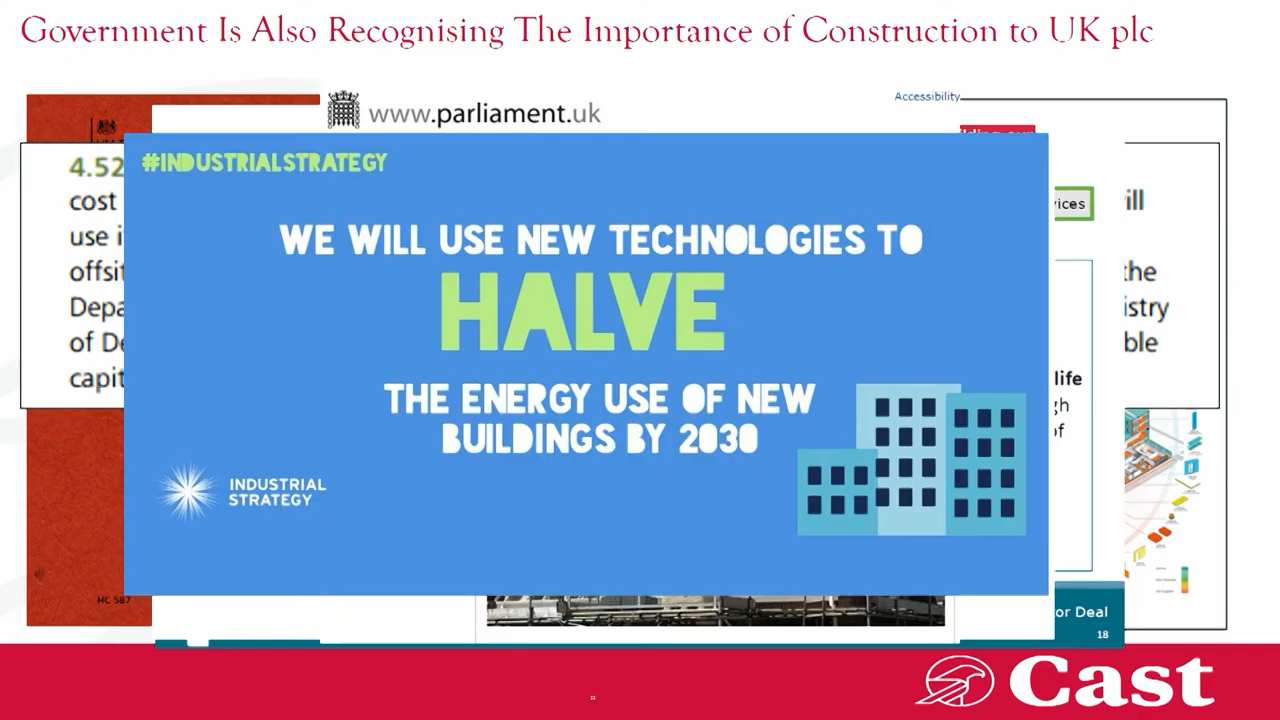 Government Is Also Recognising The Importance of Construction to UK plc
www.parliament.uk
Accessibility
#INDUSTRIALSTRATEGY
4.52
cost
use i
offsit
Depa
of De
capit
WE WILL USE NEW TECHNOLOGIES TO
HALVE
THE ENERGY USE OF NEW
BUILDINGS BY 2030
INDUSTRIAL
STRATEGY
vices
ill
the
istry
ble
life
gh
of
HC 587
or Deal
18
Cast